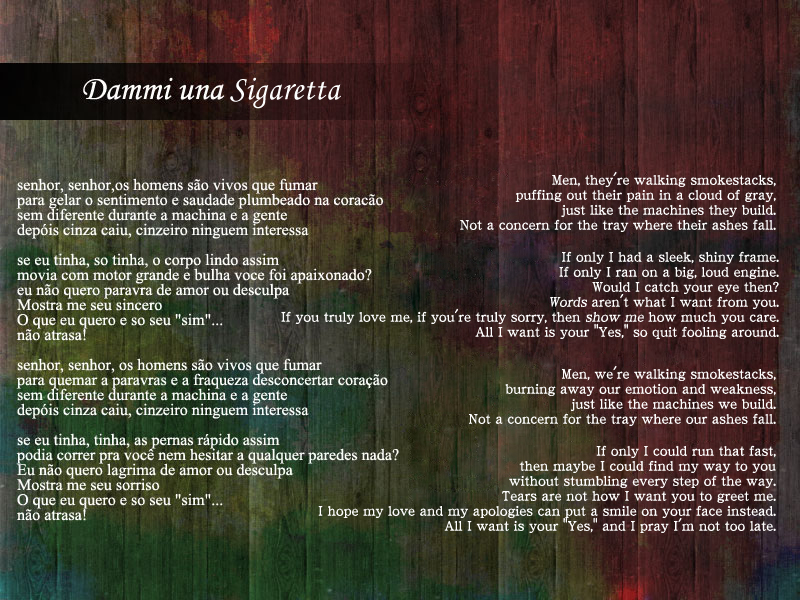 Dammi una Sigaretta
senhor, senhor,os homens são vivos que fumar
para gelar o sentimento e saudade plumbeado na coracão
sem diferente durante a machina e a gente
depóis cinza caiu, cinzeiro ninguem interessa
se eu tinha, so tinha, o corpo lindo assim
movia com motor grande e bulha voce foi apaixonado?
eu não quero paravra de amor ou desculpa
Mostra me seu sincero
O que eu quero e so seu "sim"...
não atrasa!
senhor, senhor, os homens são vivos que fumar
para quemar a paravras e a fraqueza desconcertar coração
sem diferente durante a machina e a gente
depóis cinza caiu, cinzeiro ninguem interessa
se eu tinha, tinha, as pernas rápido assim
podia correr pra você nem hesitar a qualquer paredes nada?
Eu não quero lagrima de amor ou desculpa
Mostra me seu sorriso
O que eu quero e so seu "sim"...
não atrasa!
Men, they're walking smokestacks,
puffing out their pain in a cloud of gray,
just like the machines they build.
Not a concern for the tray where their ashes fall.
If only I had a sleek, shiny frame.
If only I ran on a big, loud engine.
Would I catch your eye then?
Words aren't what I want from you.
If you truly love me, if you're truly sorry, then show me how much you care.
All I want is your "Yes," so quit fooling around.
Men, we're walking smokestacks,
burning away our emotion and weakness,
just like the machines we build.
Not a concern for the tray where our ashes fall.
If only I could run that fast,
then maybe I could find my way to you
without stumbling every step of the way.
Tears are not how I want you to greet me.
I hope my love and my apologies can put a smile on your face instead.
All I want is your "Yes," and I pray I'm not too late.